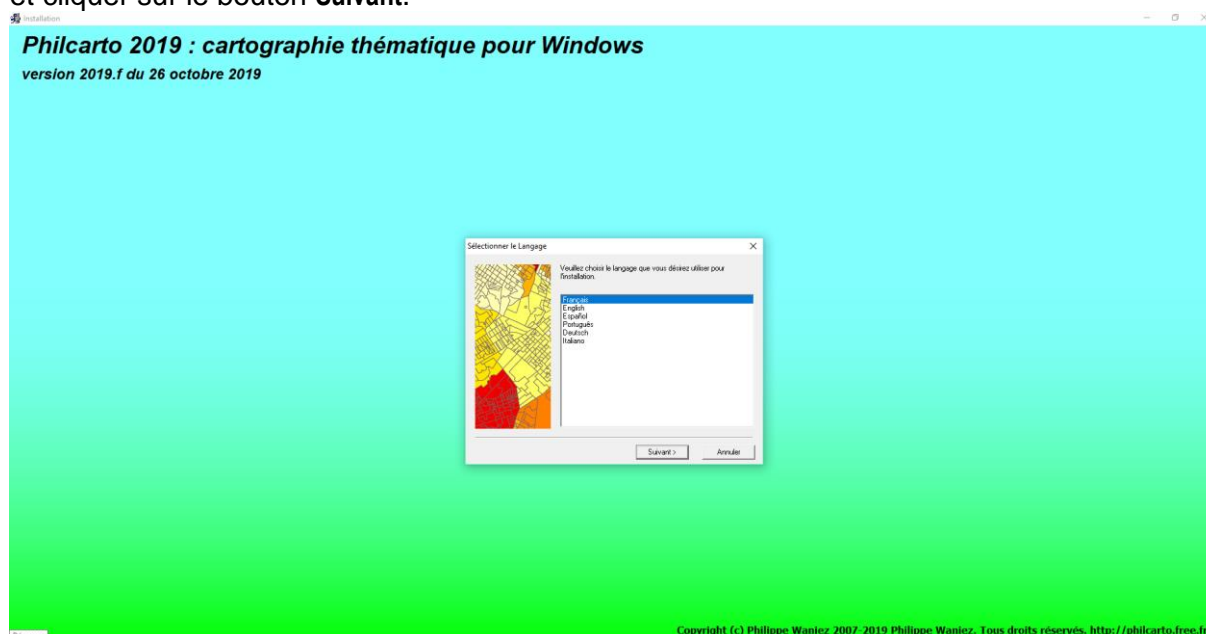 et cliquer sur le bouton Suivant.
Installation
Philcarto 2019 : cartographie thématique pour Windows
version 2019.f du 26 octobre 2019
Sélectionner le Langage
Veuillez choisir le langage que vous désirez utiliser pour
l'installation.
Français
English
Español
Português
Deutsch
Italiano
Suivant >
Annuler
Copyright (c) Philippe Waniez 2007-2019 Philippe Waniez. Tous droits réservés. http://philcarto.free.fr